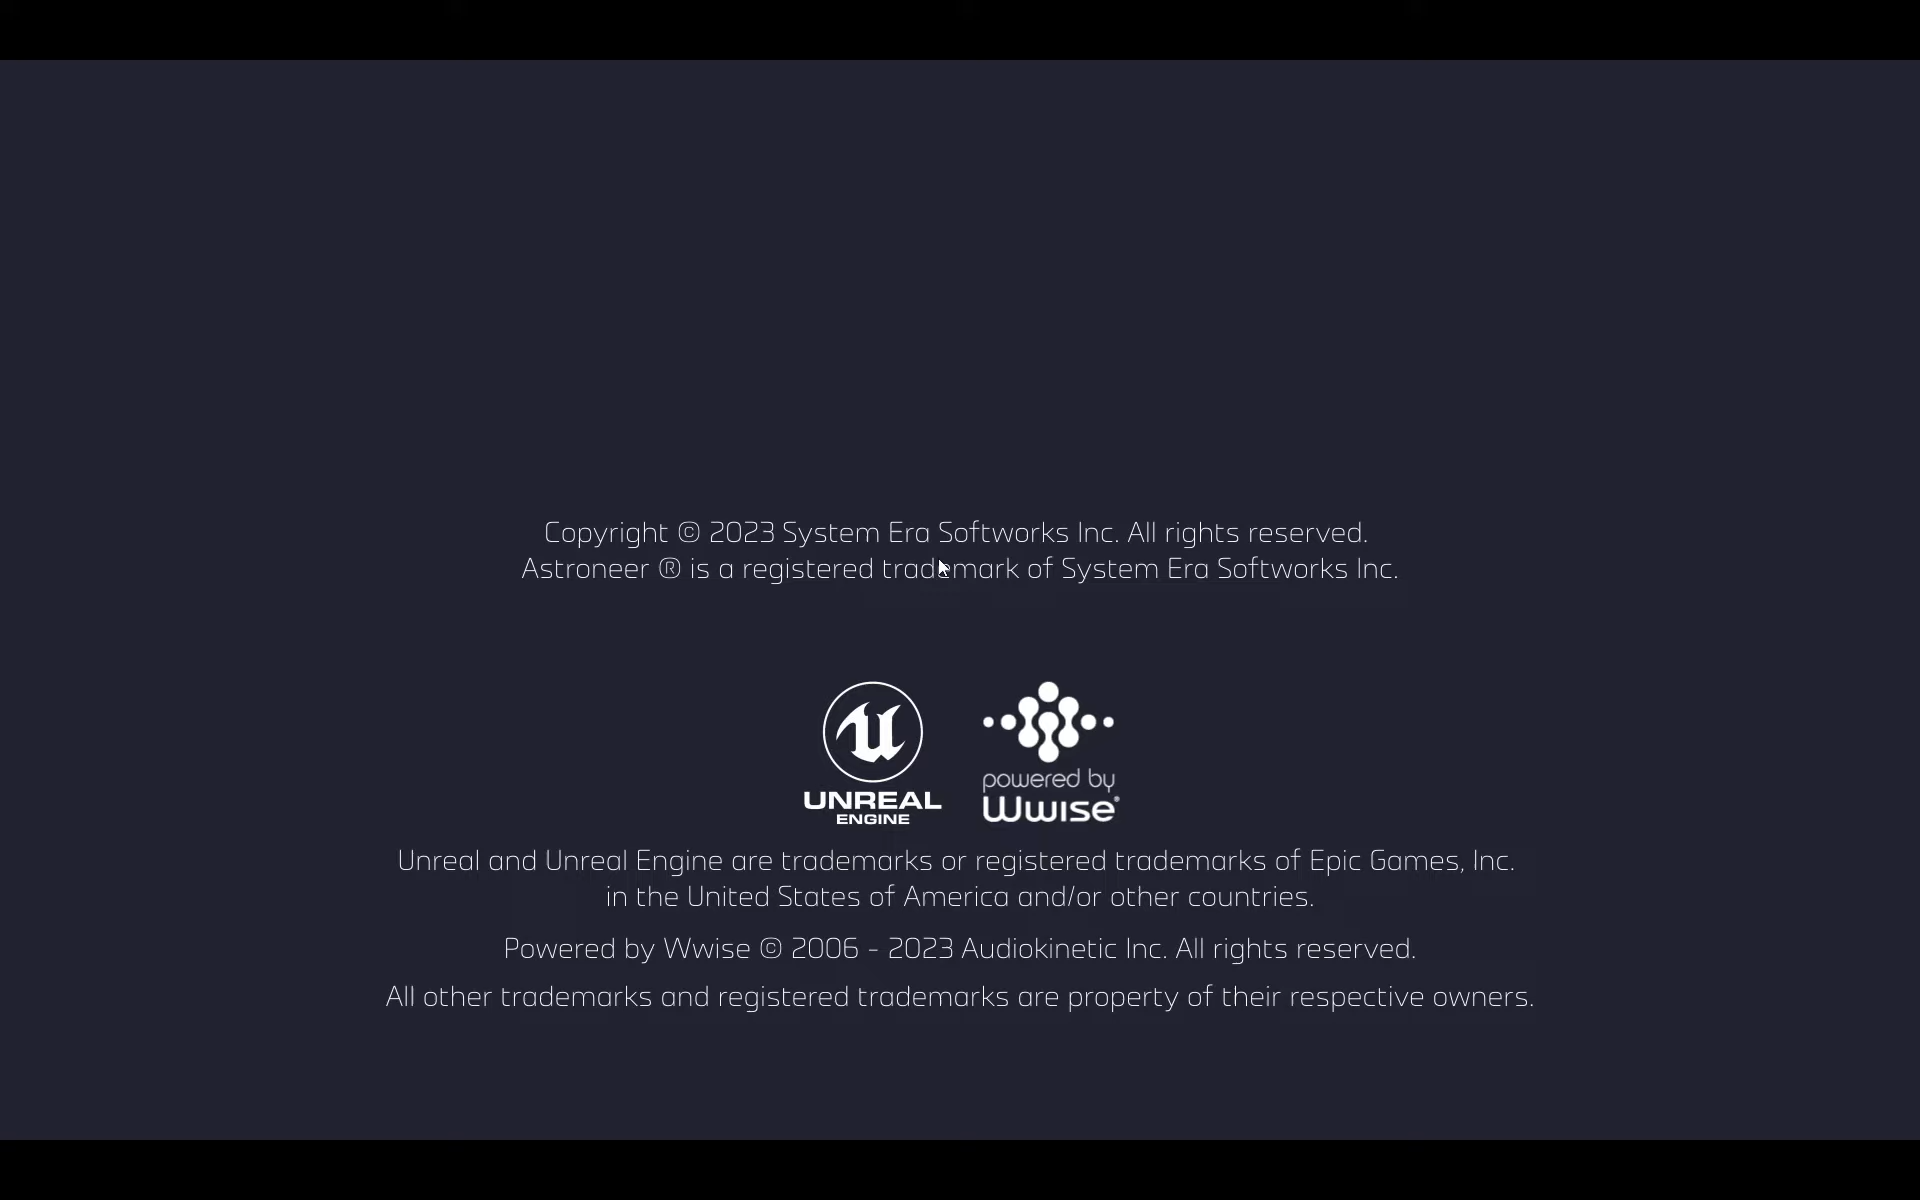 Copyright © 2023 System Era Softworks Inc. All rights reserved.
Astroneer ® is a registered trademark of System Era Softworks Inc.
UNREAL
ENGINE
powered by
Wwise®
Unreal and Unreal Engine are trademarks or registered trademarks of Epic Games, Inc.
in the United States of America and/or other countries.
Powered by Wwise © 2006 - 2023 Audiokinetic Inc. All rights reserved.
All other trademarks and registered trademarks are property of their respective owners.